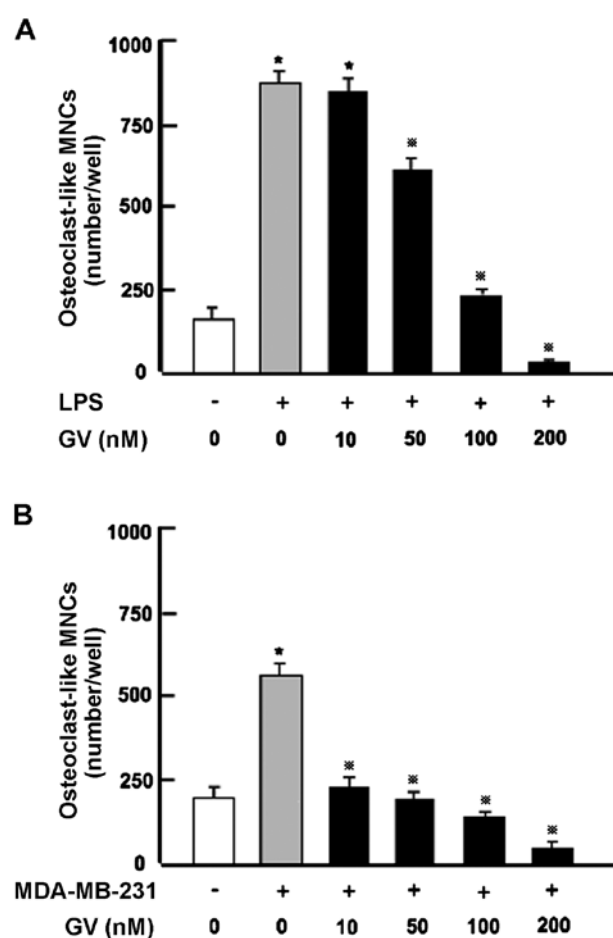 A
Osteoclast-like MNCs
(number/well)
1000
750
500
250
0
* * ※ ※ ※
LPS - + + + + +
GV (nM) 0 0 10 50 100 200
B
Osteoclast-like MNCs
(number/well)
1000
750
500
250
0
* ※ ※ ※ ※
MDA-MB-231 - + + + + +
GV (nM) 0 0 10 50 100 200